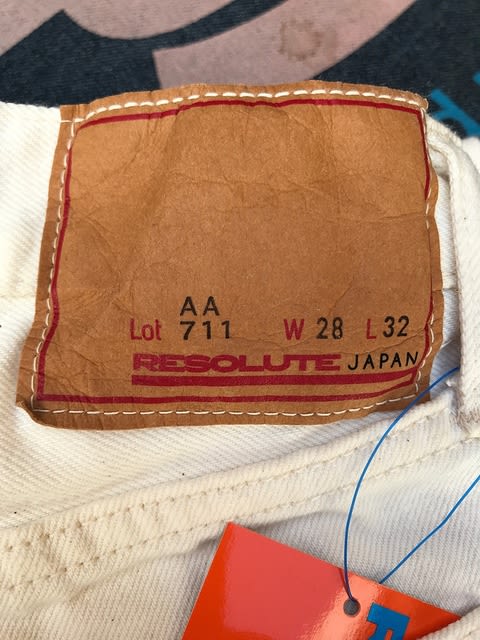 AA
Lot 711 W 28 L 32
RESOLUTE JAPAN